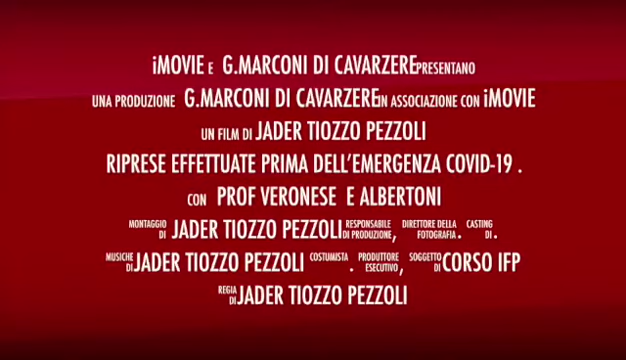 iMOVIE E G.MARCONI DI CAVARZERE PRESENTANO
UNA PRODUZIONE G.MARCONI DI CAVARZERE IN ASSOCIAZIONE CON iMOVIE
UN FILM DI JADER TIOZZO PEZZOLI
RIPRESE EFFETTUATE PRIMA DELL'EMERGENZA COVID-19 .
CON PROF VERONESE E ALBERTONI
MONTAGGIO DI JADER TIOZZO PEZZOLI RESPONSABILE DI PRODUZIONE, DIRETTORE DELLA FOTOGRAFIA . CASTING DI .
MUSICHE DI JADER TIOZZO PEZZOLI COSTUMISTA . PRODUTTORE ESECUTIVO, SOGGETTO DI CORSO IFP
REGIA DI JADER TIOZZO PEZZOLI